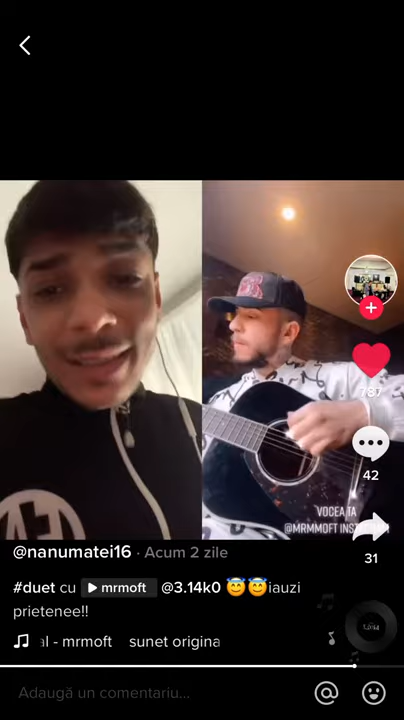 VOCEA TA
@MRMMOFT INSTAGRAM
787
42
31
@nanumatei16 · Acum 2 zile
#duet cu ▶ mrmoft @3.14k0 😇😇iauzi
prietenee!!
al - mrmoft sunet origina
Adaugă un comentariu...